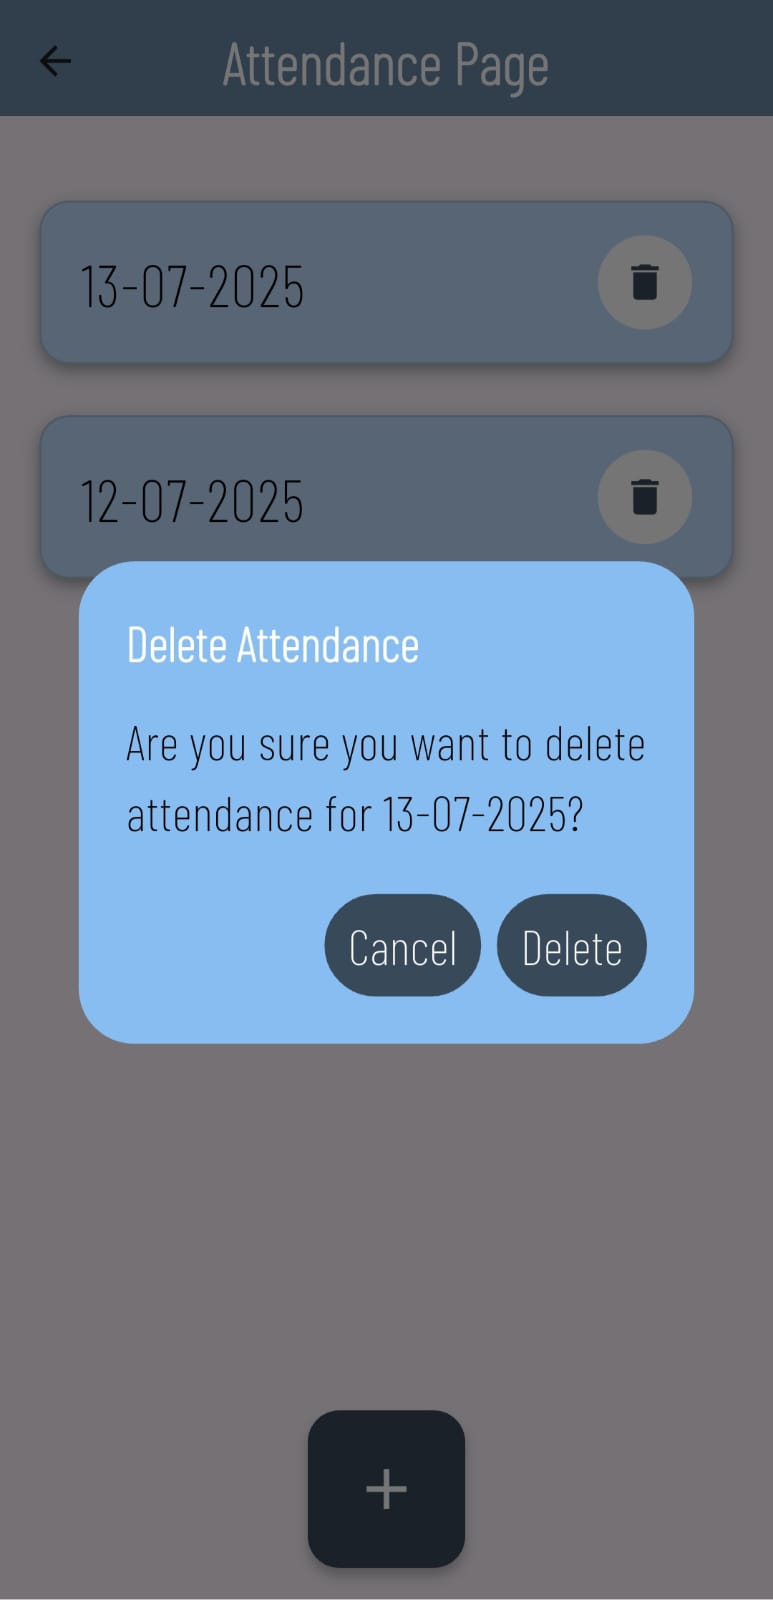 Attendance Page
13-07-2025
12-07-2025
Delete Attendance
Are you sure you want to delete
attendance for 13-07-2025?
Cancel Delete